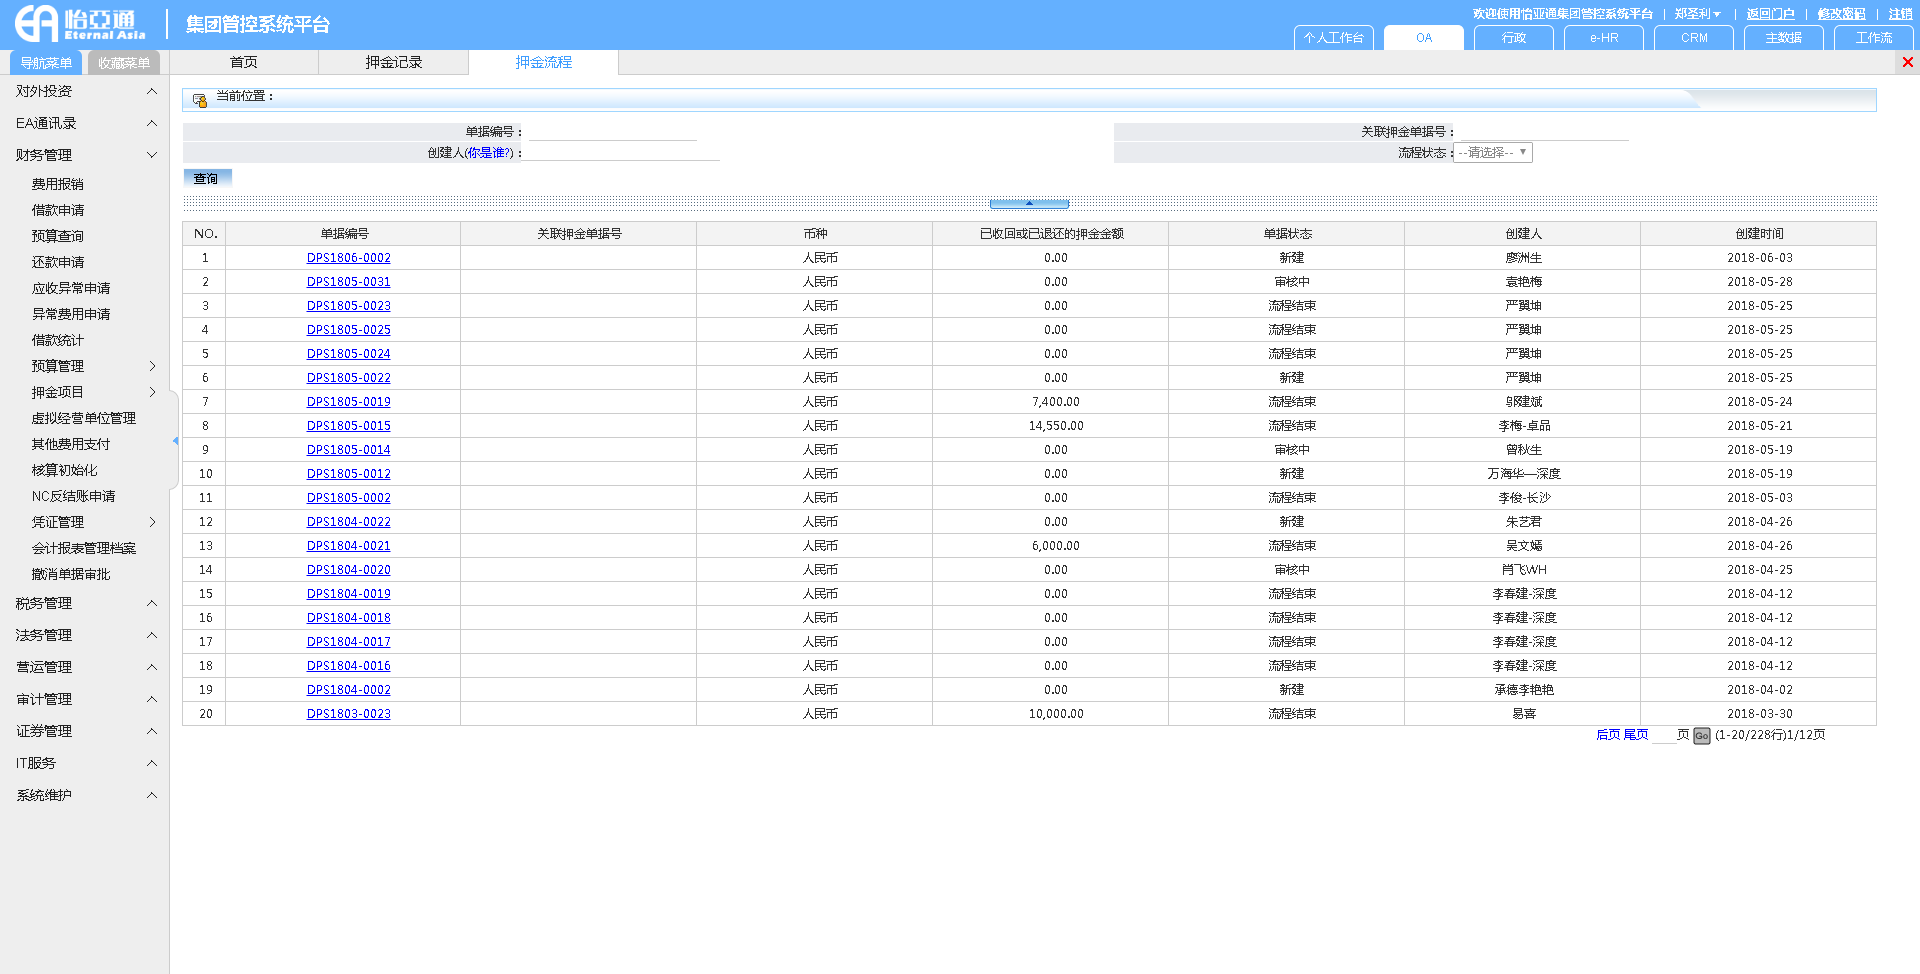 怡亞通
Eternal Asia
集团管控系统平台
欢迎使用怡亚通集团管控系统平台 | 郑圣利 | 返回门户 | 修改密码 | 注销
个人工作台 OA 行政 e-HR CRM 主数据 工作流
导航菜单 收藏菜单 首页 押金记录 押金流程
对外投资
EA通讯录
财务管理
费用报销
借款申请
预算查询
还款申请
应收异常申请
异常费用申请
借款统计
预算管理
押金项目
虚拟经营单位管理
其他费用支付
核算初始化
NC反结账申请
凭证管理
会计报表管理档案
撤消单据审批
税务管理
法务管理
营运管理
审计管理
证券管理
IT服务
系统维护
当前位置：
单据编号： 关联押金单据号：
创建人(你是谁?)： 流程状态： --请选择--
查询
NO. 单据编号 关联押金单据号 币种 已收回或已退还的押金金额 单据状态 创建人 创建时间
1 DPS1806-0002 人民币 0.00 新建 廖洲生 2018-06-03
2 DPS1805-0031 人民币 0.00 审核中 袁艳梅 2018-05-28
3 DPS1805-0023 人民币 0.00 流程结束 严翼坤 2018-05-25
4 DPS1805-0025 人民币 0.00 流程结束 严翼坤 2018-05-25
5 DPS1805-0024 人民币 0.00 流程结束 严翼坤 2018-05-25
6 DPS1805-0022 人民币 0.00 新建 严翼坤 2018-05-25
7 DPS1805-0019 人民币 7,400.00 流程结束 邬建斌 2018-05-24
8 DPS1805-0015 人民币 14,550.00 流程结束 李梅-卓品 2018-05-21
9 DPS1805-0014 人民币 0.00 审核中 曾秋生 2018-05-19
10 DPS1805-0012 人民币 0.00 新建 万海华—深度 2018-05-19
11 DPS1805-0002 人民币 0.00 流程结束 李俊-长沙 2018-05-03
12 DPS1804-0022 人民币 0.00 新建 朱艺君 2018-04-26
13 DPS1804-0021 人民币 6,000.00 流程结束 吴文嫣 2018-04-26
14 DPS1804-0020 人民币 0.00 审核中 肖飞WH 2018-04-25
15 DPS1804-0019 人民币 0.00 流程结束 李春建-深度 2018-04-12
16 DPS1804-0018 人民币 0.00 流程结束 李春建-深度 2018-04-12
17 DPS1804-0017 人民币 0.00 流程结束 李春建-深度 2018-04-12
18 DPS1804-0016 人民币 0.00 流程结束 李春建-深度 2018-04-12
19 DPS1804-0002 人民币 0.00 新建 承德李艳艳 2018-04-02
20 DPS1803-0023 人民币 10,000.00 流程结束 易喜 2018-03-30
后页 尾页 页 Go (1-20/228行)1/12页